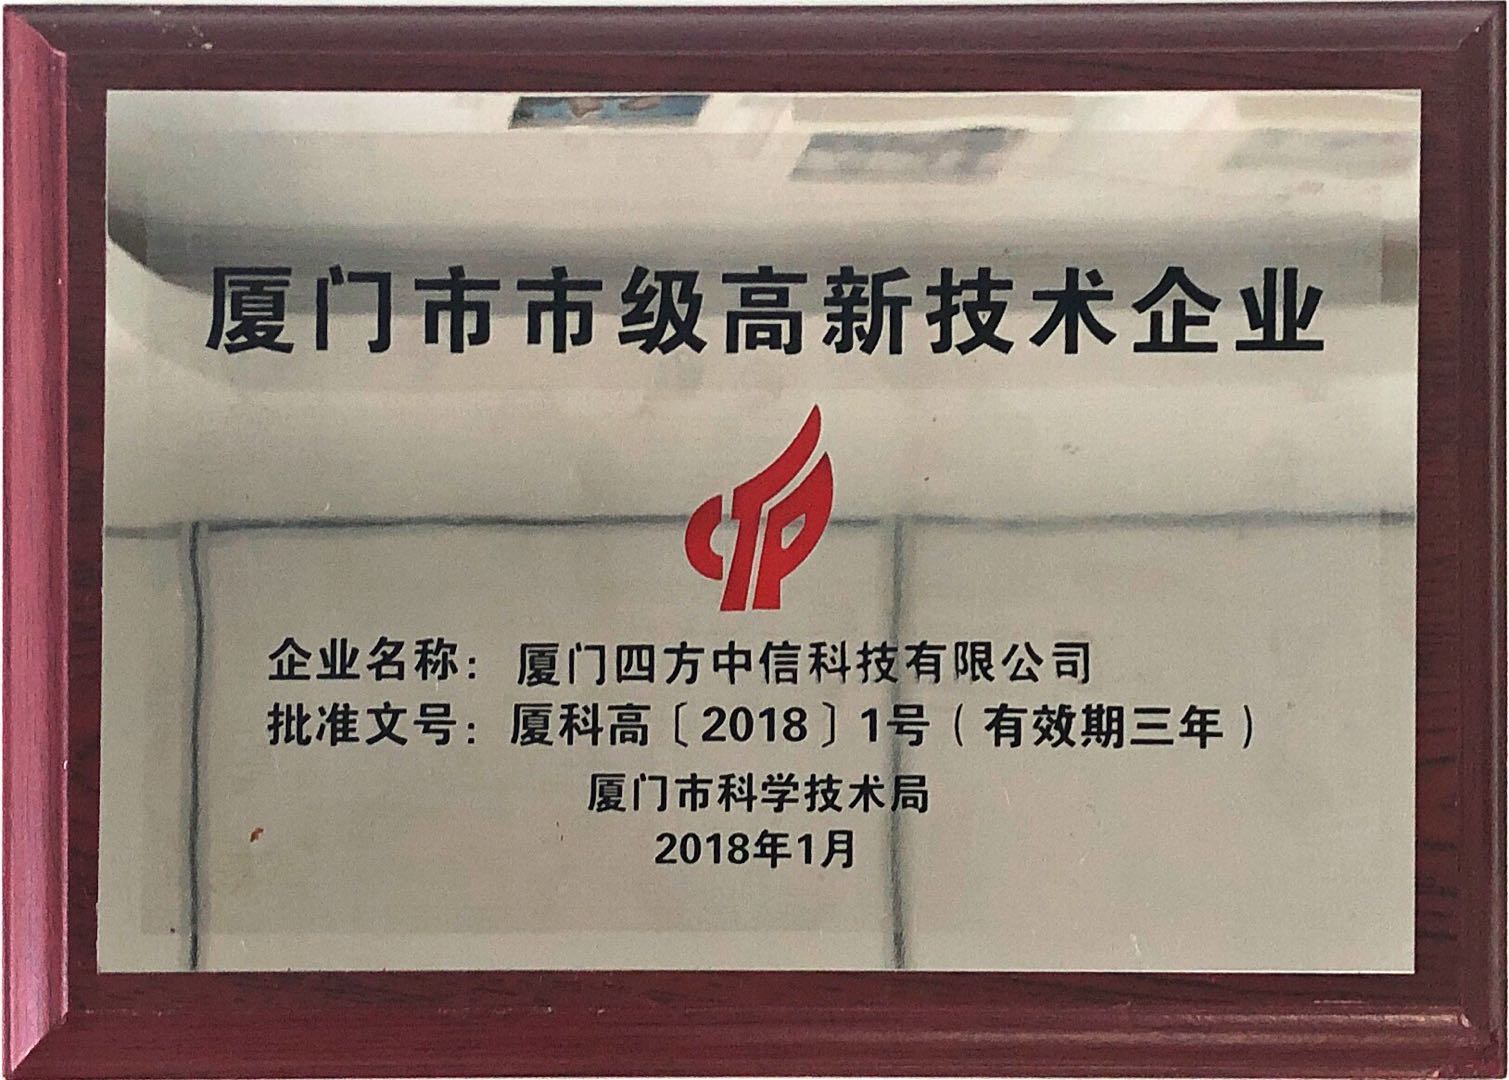 厦门市市级高新技术企业
CTP
企业名称：厦门四方中信科技有限公司
批准文号：厦科高〔2018〕1号（有效期三年）
厦门市科学技术局
2018年1月